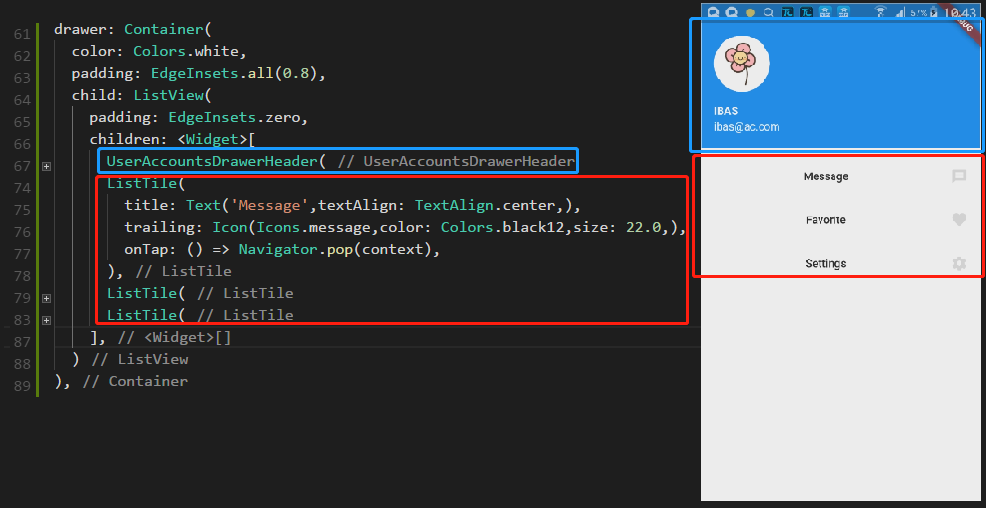 61 drawer: Container(
62 color: Colors.white,
63 padding: EdgeInsets.all(0.8),
64 child: ListView(
65 padding: EdgeInsets.zero,
66 children: <Widget>[
67 UserAccountsDrawerHeader( // UserAccountsDrawerHeader
74 ListTile(
75 title: Text('Message',textAlign: TextAlign.center,),
76 trailing: Icon(Icons.message,color: Colors.black12,size: 22.0,),
77 onTap: () => Navigator.pop(context),
78 ), // ListTile
79 ListTile( // ListTile
83 ListTile( // ListTile
87 ], // <Widget>[]
88 ) // ListView
89 ), // Container
57% 10:43
IBAS
ibas@ac.com
Message
Favorite
Settings